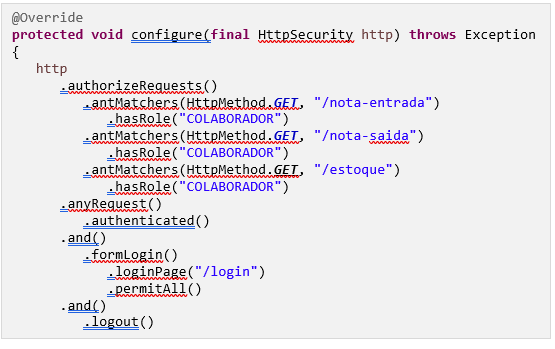 @Override
protected void configure(final HttpSecurity http) throws Exception
{
http
.authorizeRequests()
.antMatchers(HttpMethod.GET, "/nota-entrada")
.hasRole("COLABORADOR")
.antMatchers(HttpMethod.GET, "/nota-saida")
.hasRole("COLABORADOR")
.antMatchers(HttpMethod.GET, "/estoque")
.hasRole("COLABORADOR")
.anyRequest()
.authenticated()
.and()
.formLogin()
.loginPage("/login")
.permitAll()
.and()
.logout()